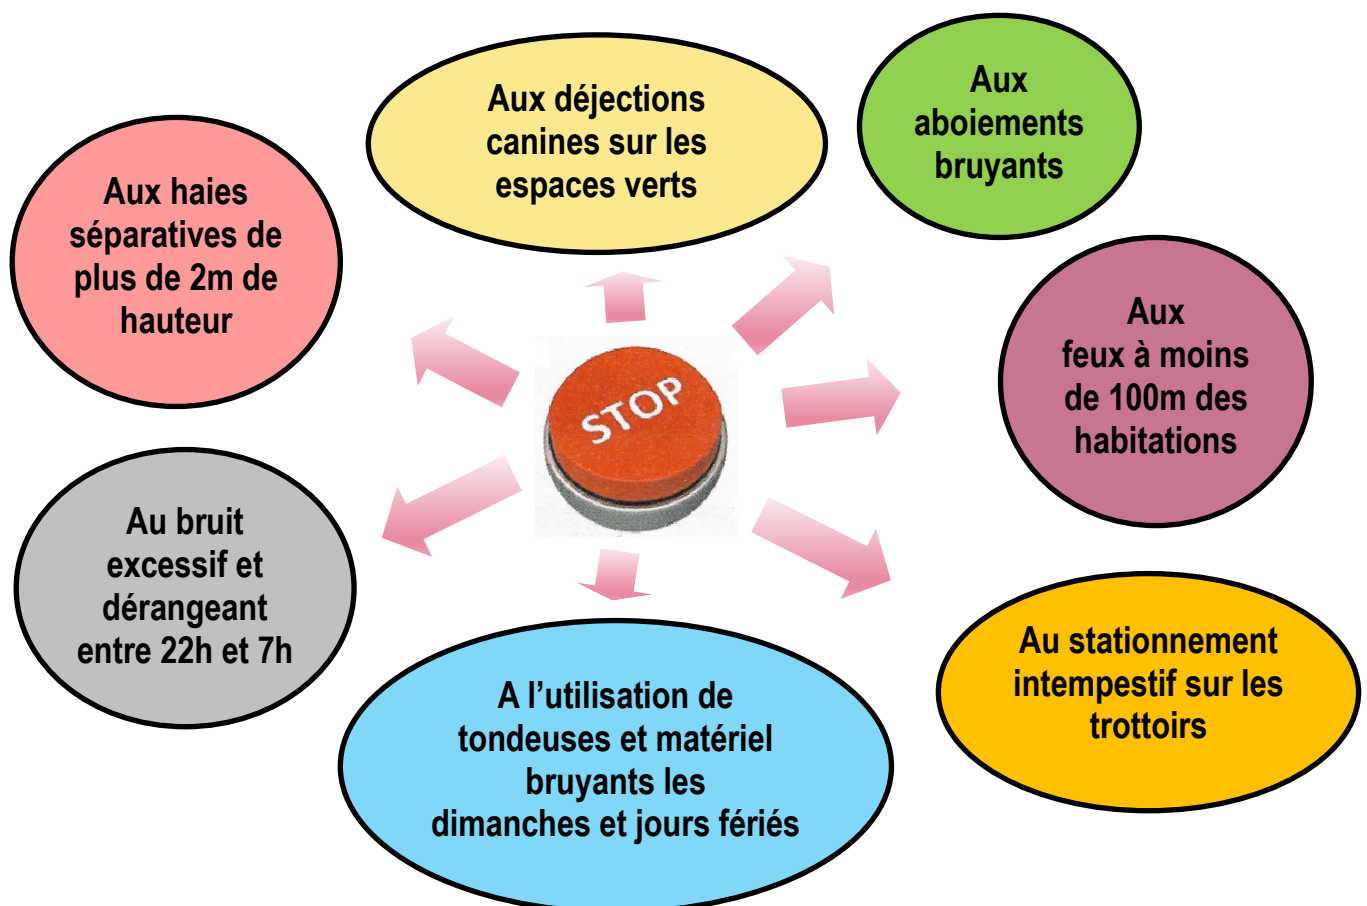 Aux déjections
canines sur les
espaces verts
Aux
aboiements
bruyants
Aux haies
séparatives de
plus de 2m de
hauteur
Aux
feux à moins
de 100m des
habitations
STOP
Au bruit
excessif et
dérangeant
entre 22h et 7h
Au stationnement
intempestif sur les
trottoirs
A l’utilisation de
tondeuses et matériel
bruyants les
dimanches et jours fériés